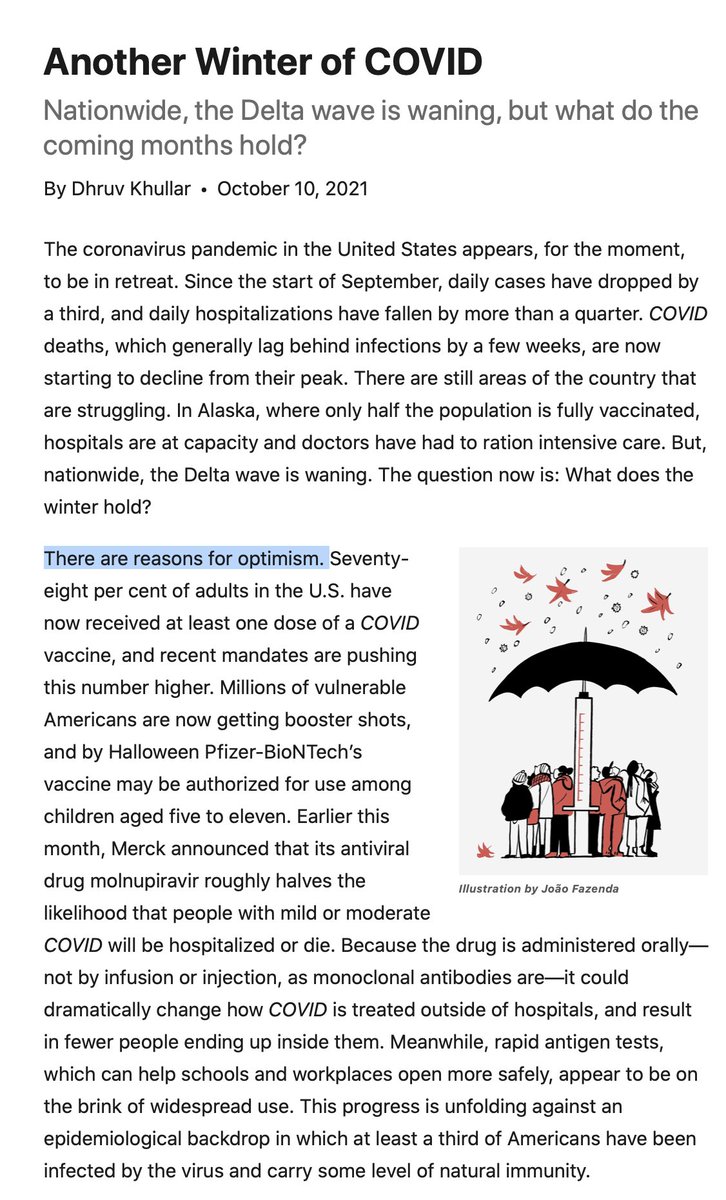 Another Winter of COVID
Nationwide, the Delta wave is waning, but what do the
coming months hold?
By Dhruv Khullar • October 10, 2021
The coronavirus pandemic in the United States appears, for the moment,
to be in retreat. Since the start of September, daily cases have dropped by
a third, and daily hospitalizations have fallen by more than a quarter. COVID
deaths, which generally lag behind infections by a few weeks, are now
starting to decline from their peak. There are still areas of the country that
are struggling. In Alaska, where only half the population is fully vaccinated,
hospitals are at capacity and doctors have had to ration intensive care. But,
nationwide, the Delta wave is waning. The question now is: What does the
winter hold?
There are reasons for optimism. Seventy-
eight per cent of adults in the U.S. have
now received at least one dose of a COVID
vaccine, and recent mandates are pushing
this number higher. Millions of vulnerable
Americans are now getting booster shots,
and by Halloween Pfizer-BioNTech’s
vaccine may be authorized for use among
children aged five to eleven. Earlier this
month, Merck announced that its antiviral
drug molnupiravir roughly halves the
likelihood that people with mild or moderate
COVID will be hospitalized or die. Because the drug is administered orally—
not by infusion or injection, as monoclonal antibodies are—it could
dramatically change how COVID is treated outside of hospitals, and result
in fewer people ending up inside them. Meanwhile, rapid antigen tests,
which can help schools and workplaces open more safely, appear to be on
the brink of widespread use. This progress is unfolding against an
epidemiological backdrop in which at least a third of Americans have been
infected by the virus and carry some level of natural immunity.
Illustration by João Fazenda